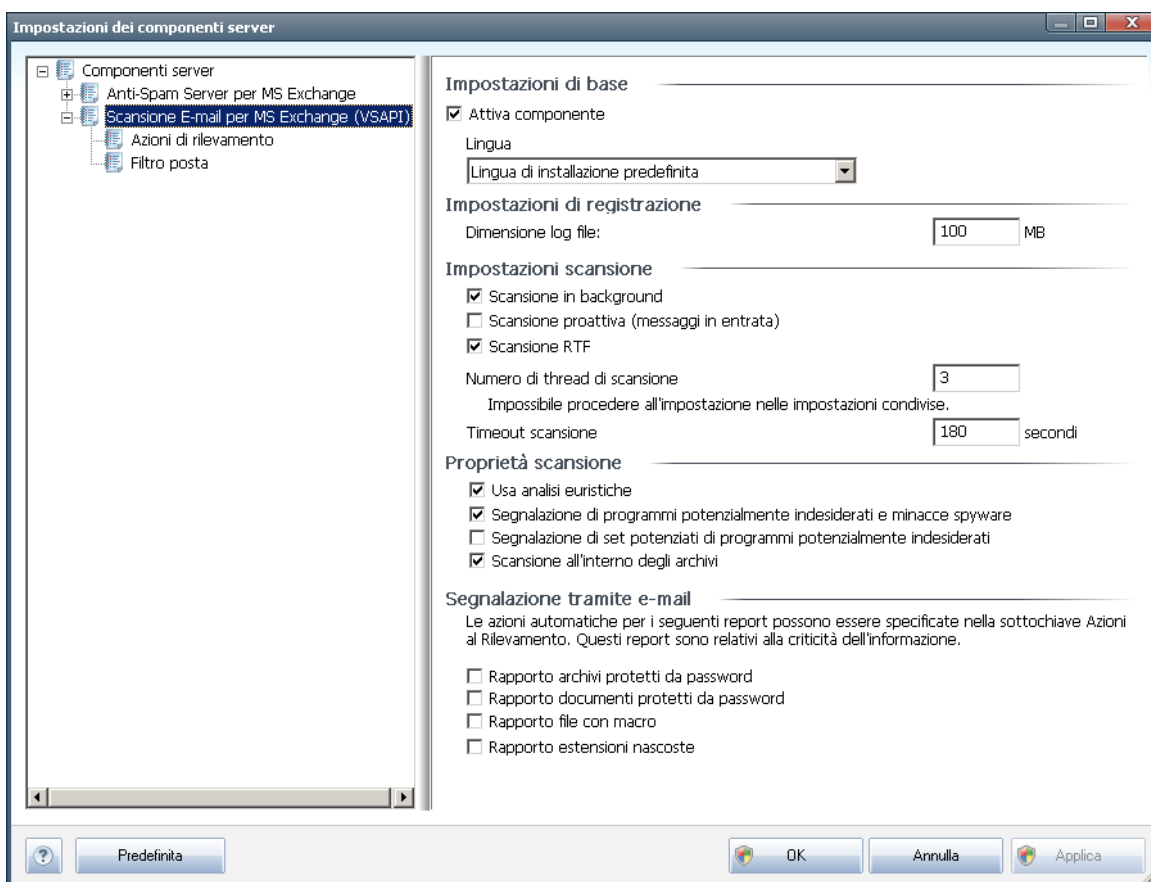 Impostazioni dei componenti server
Componenti server
Anti-Spam Server per MS Exchange
Scansione E-mail per MS Exchange (VSAPI)
Azioni di rilevamento
Filtro posta
Impostazioni di base
Attiva componente
Lingua
Lingua di installazione predefinita
Impostazioni di registrazione
Dimensione log file: 100 MB
Impostazioni scansione
Scansione in background
Scansione proattiva (messaggi in entrata)
Scansione RTF
Numero di thread di scansione 3
Impossibile procedere all'impostazione nelle impostazioni condivise.
Timeout scansione 180 secondi
Proprietà scansione
Usa analisi euristiche
Segnalazione di programmi potenzialmente indesiderati e minacce spyware
Segnalazione di set potenziati di programmi potenzialmente indesiderati
Scansione all'interno degli archivi
Segnalazione tramite e-mail
Le azioni automatiche per i seguenti report possono essere specificate nella sottochiave Azioni
al Rilevamento. Questi report sono relativi alla criticità dell'informazione.
Rapporto archivi protetti da password
Rapporto documenti protetti da password
Rapporto file con macro
Rapporto estensioni nascoste
? Predefinita OK Annulla Applica